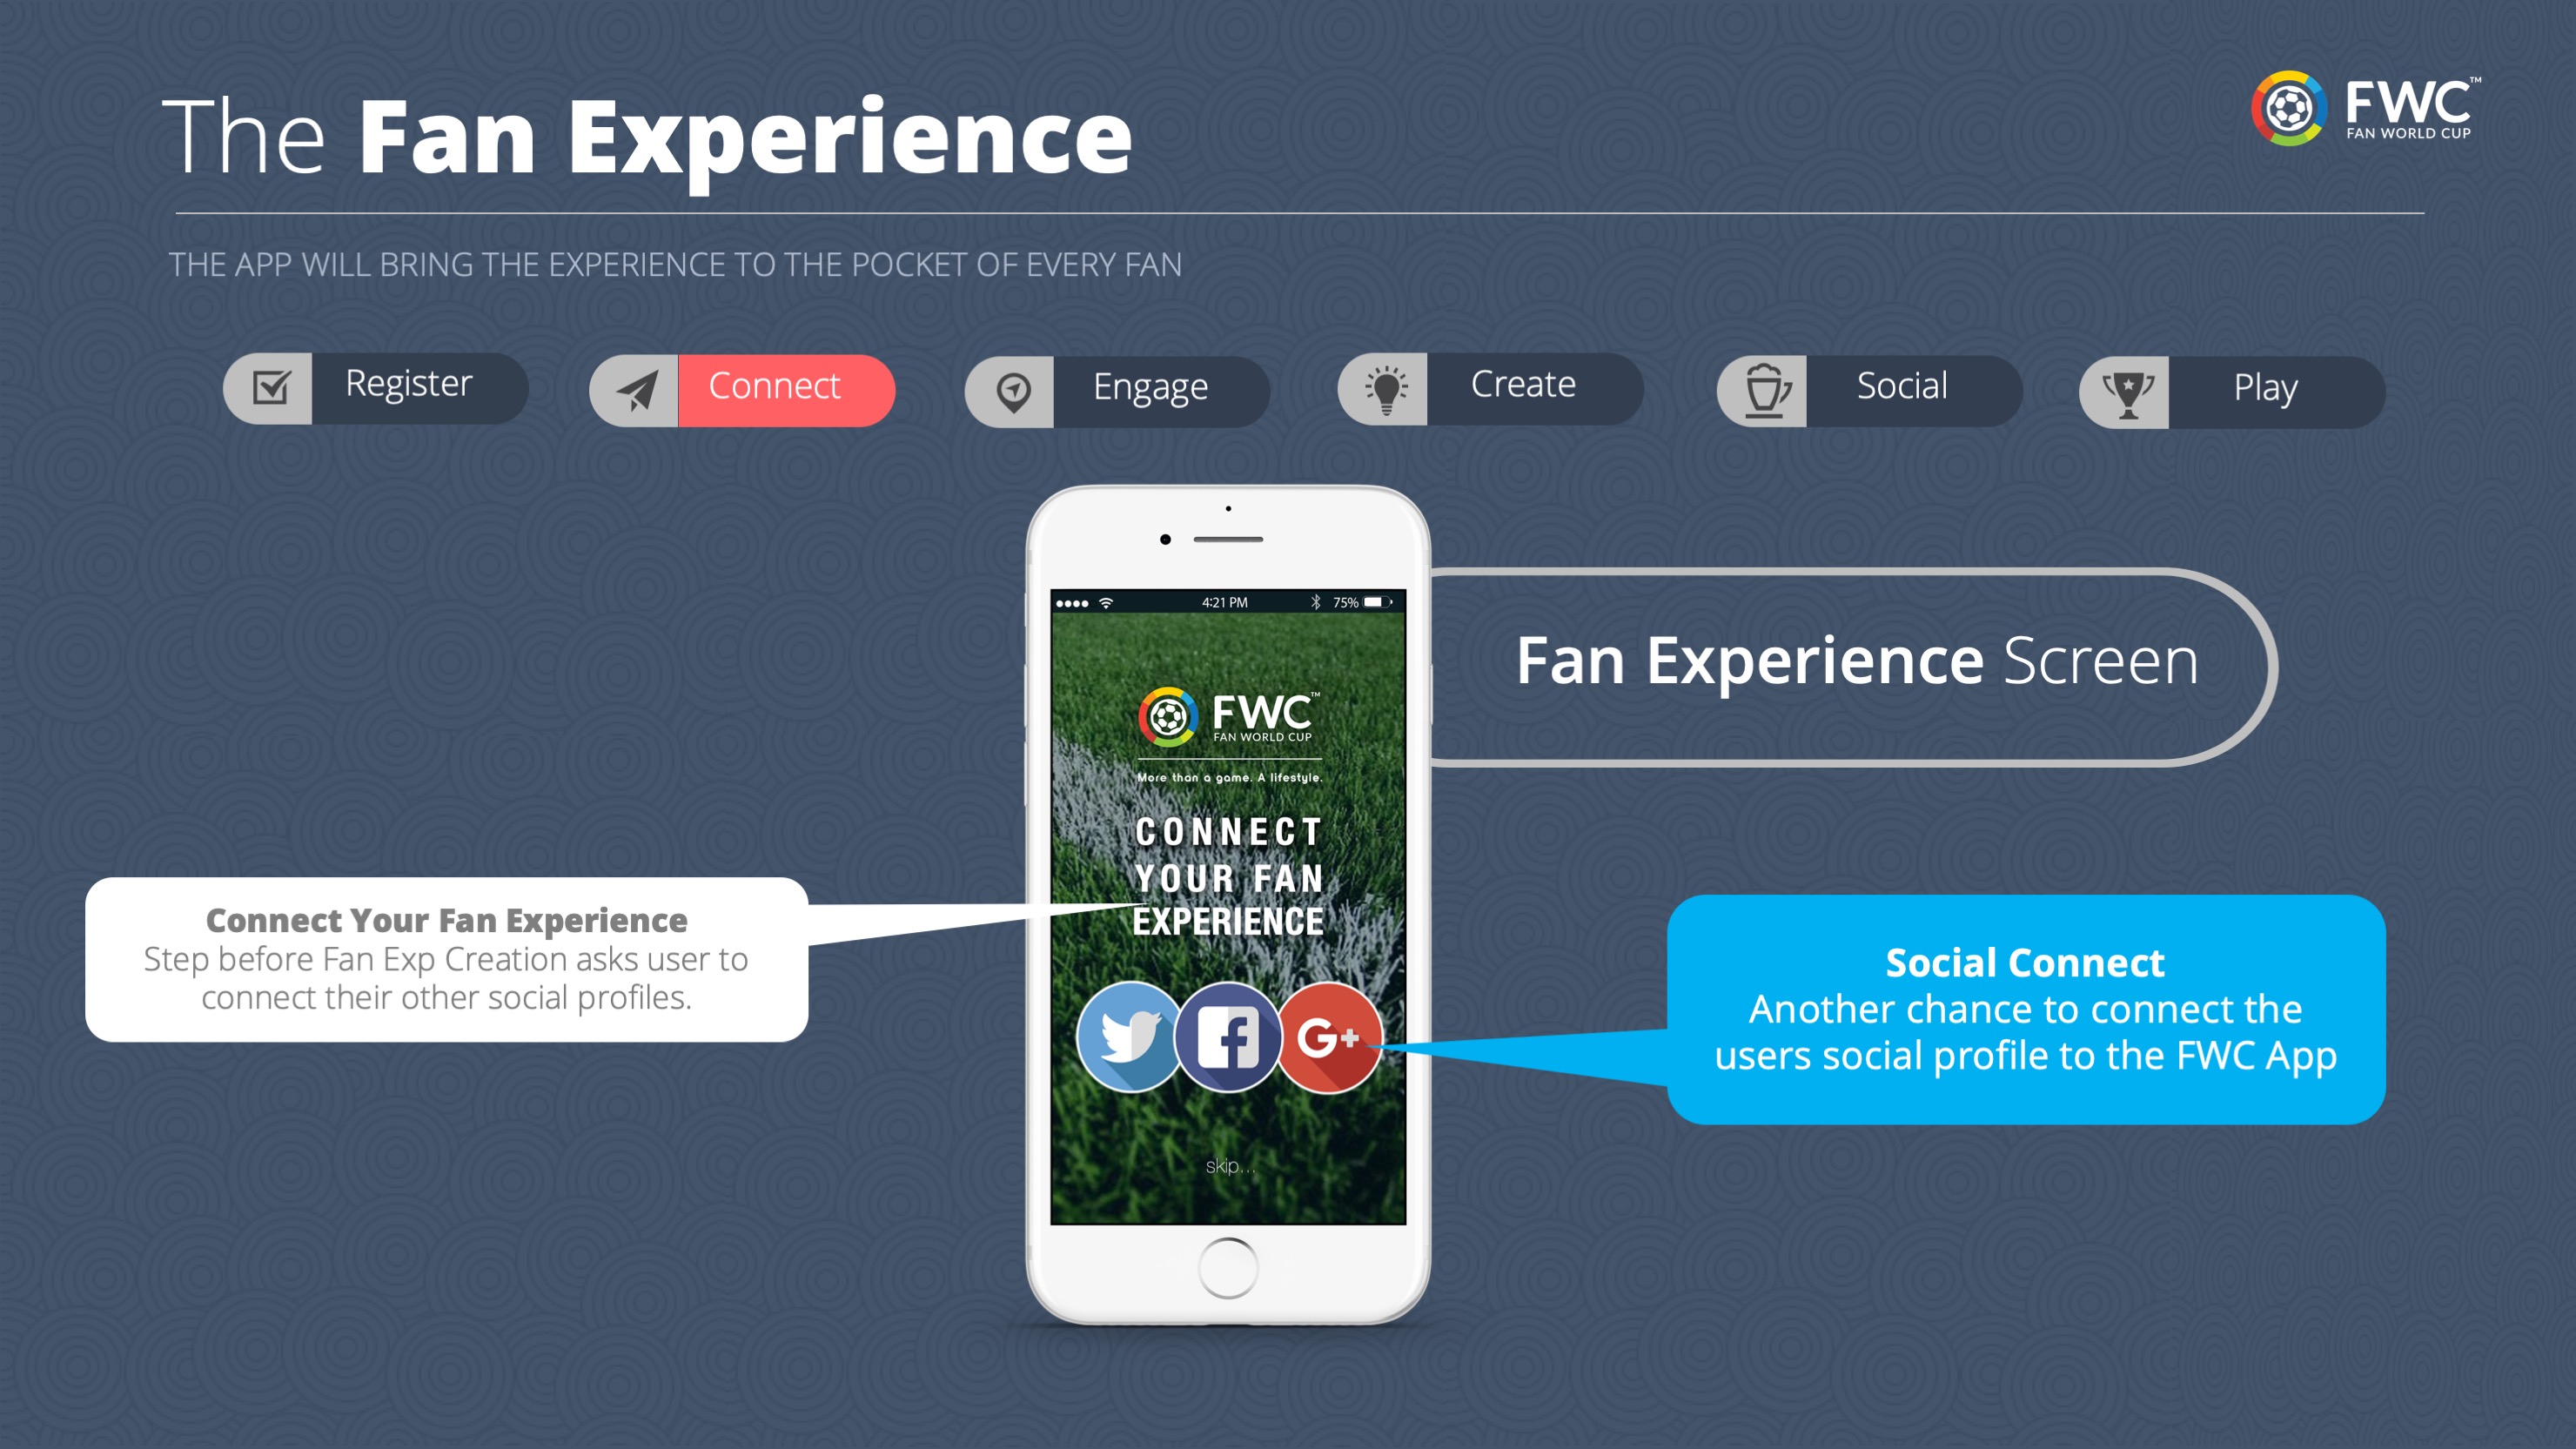 The Fan Experience
FWC™
FAN WORLD CUP
THE APP WILL BRING THE EXPERIENCE TO THE POCKET OF EVERY FAN
Register
Connect
Engage
Create
Social
Play
4:21 PM
75%
FWC™
FAN WORLD CUP
More than a game. A lifestyle.
CONNECT
YOUR FAN
EXPERIENCE
G+
skip...
Fan Experience Screen
Connect Your Fan Experience
Step before Fan Exp Creation asks user to
connect their other social profiles.
Social Connect
Another chance to connect the
users social profile to the FWC App